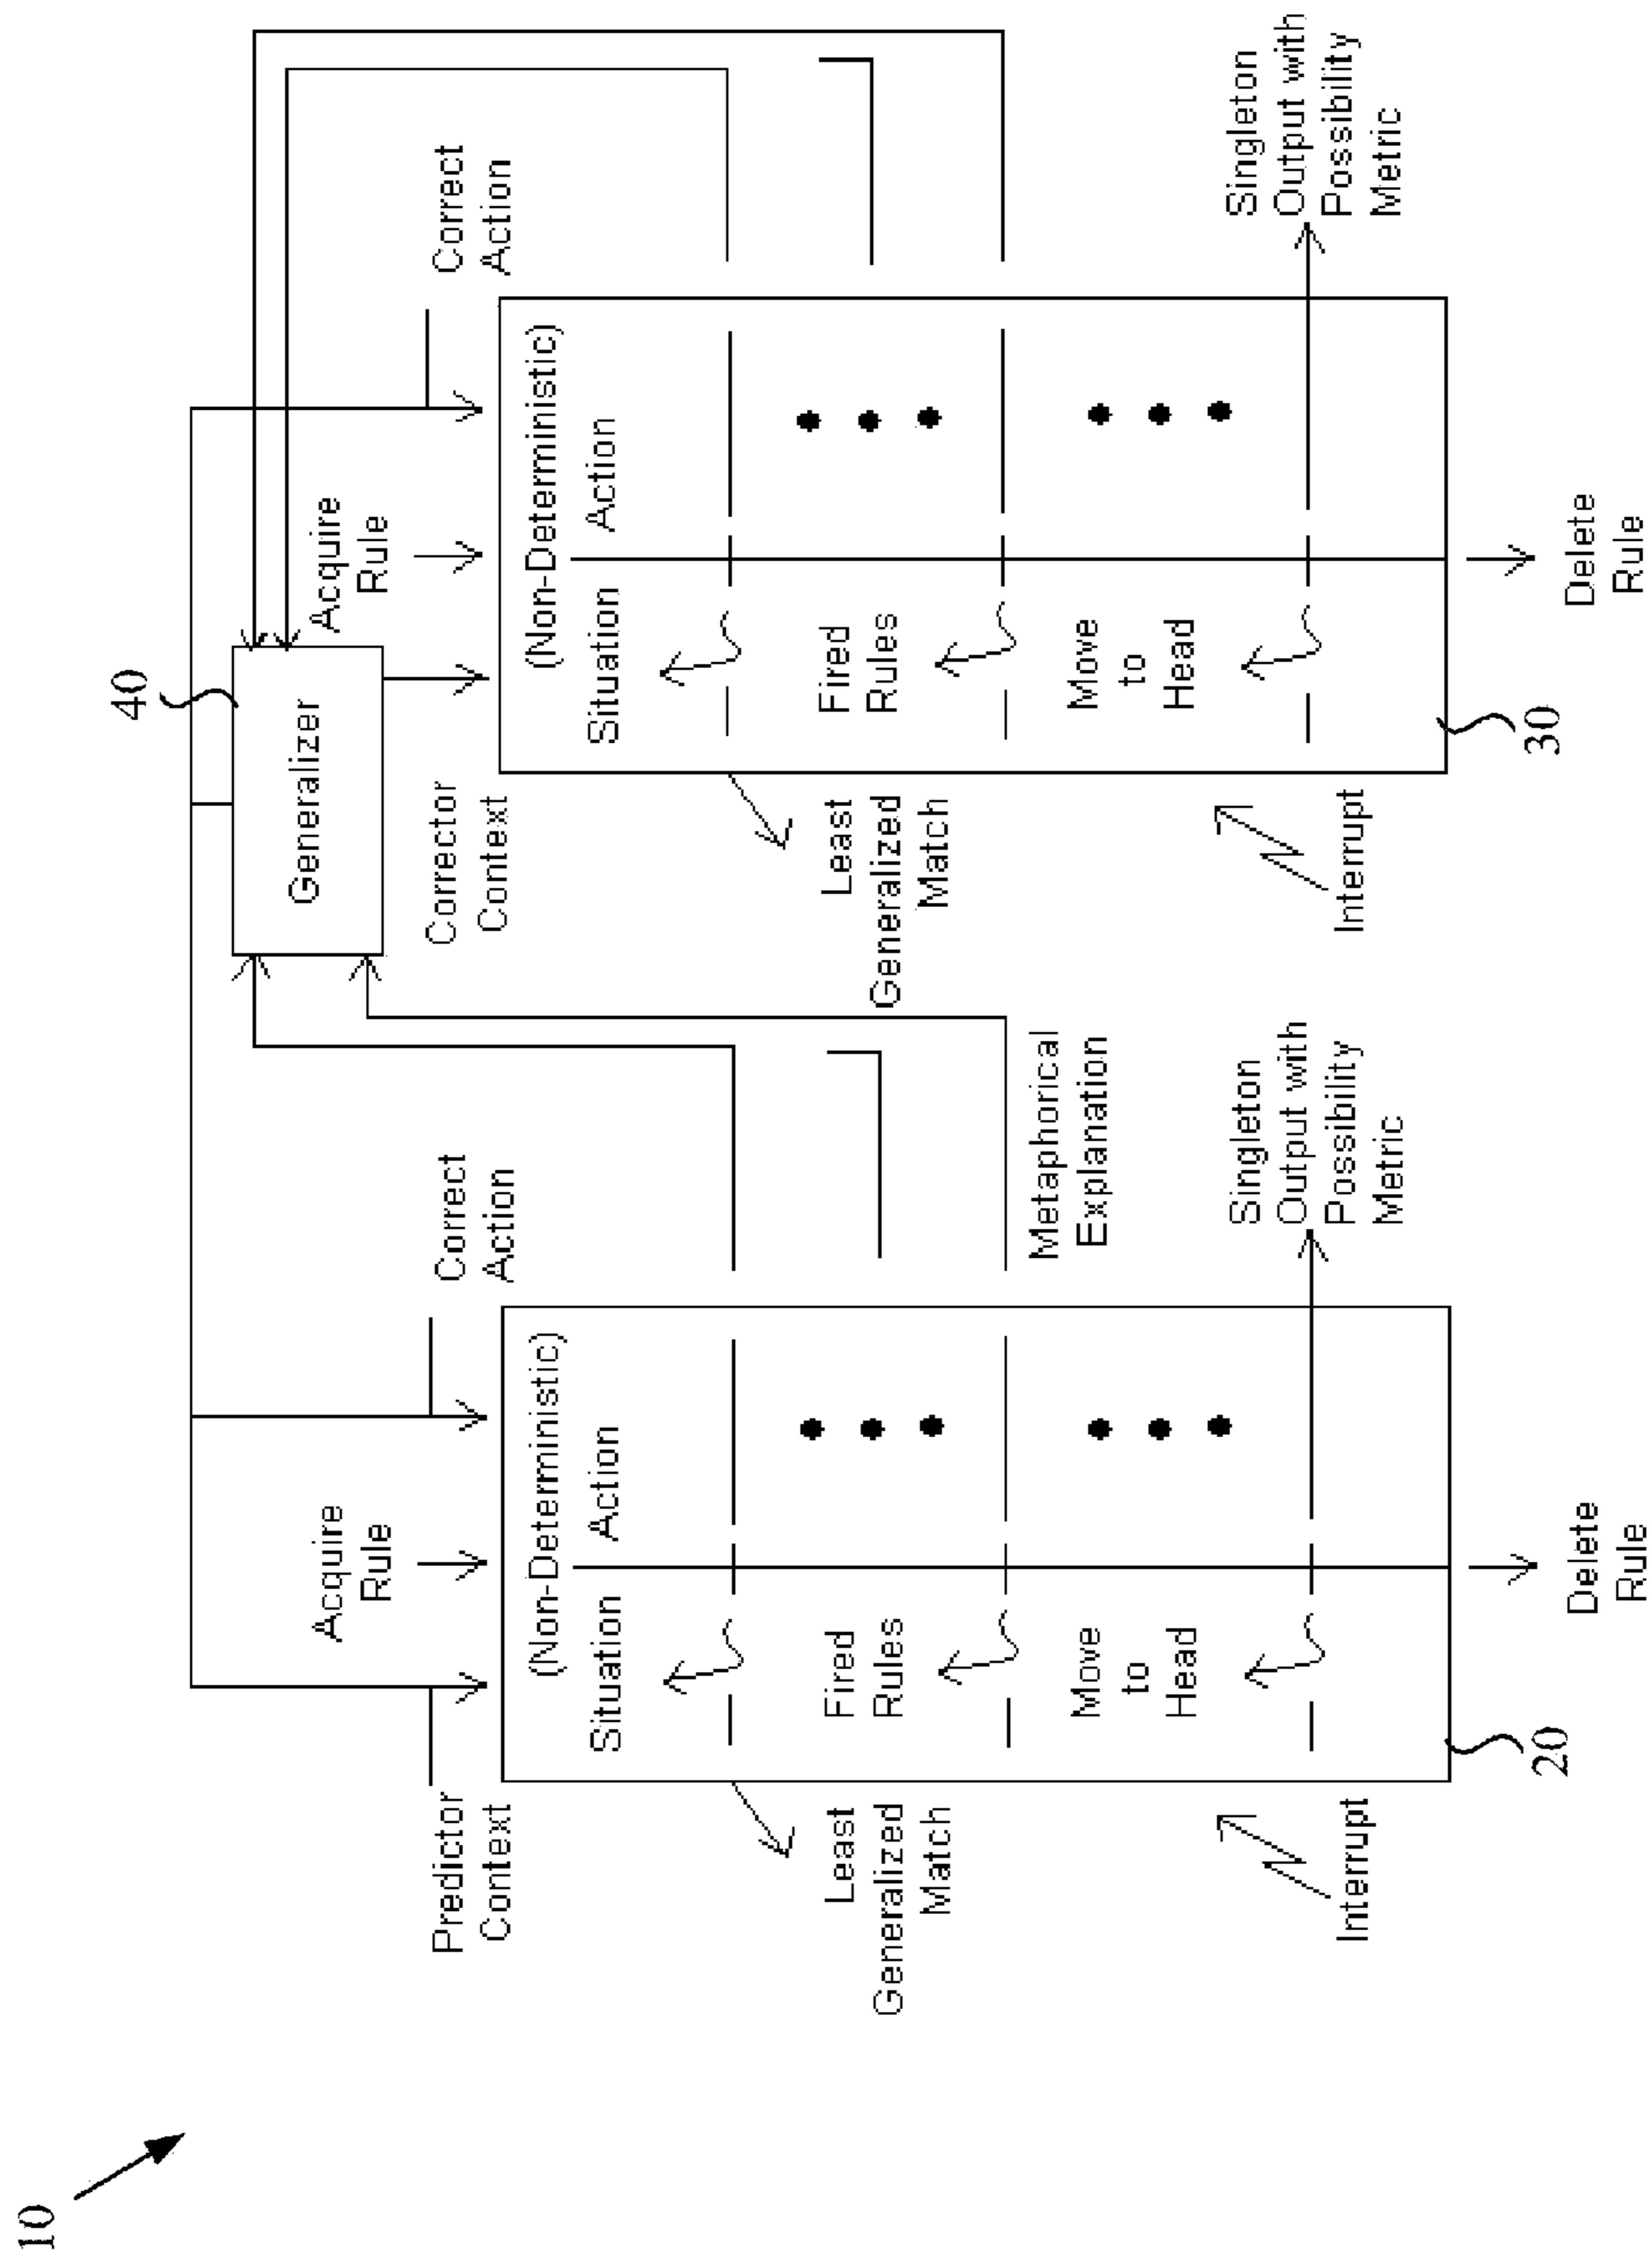 10
40
Generalizer
Predictor
Context
Acquire
Rule
Correct
Action
(Non-Deterministic)
Situation
Action
Least
Generalized
Match
Fired
Rules
Move
to
Head
Metaphorical
Explanation
Interrupt
Singleton
Output with
Possibility
Metric
20
Delete
Rule
Corrector
Context
Acquire
Rule
Correct
Action
(Non-Deterministic)
Situation
Action
Least
Generalized
Match
Fired
Rules
Move
to
Head
Interrupt
Singleton
Output with
Possibility
Metric
30
Delete
Rule